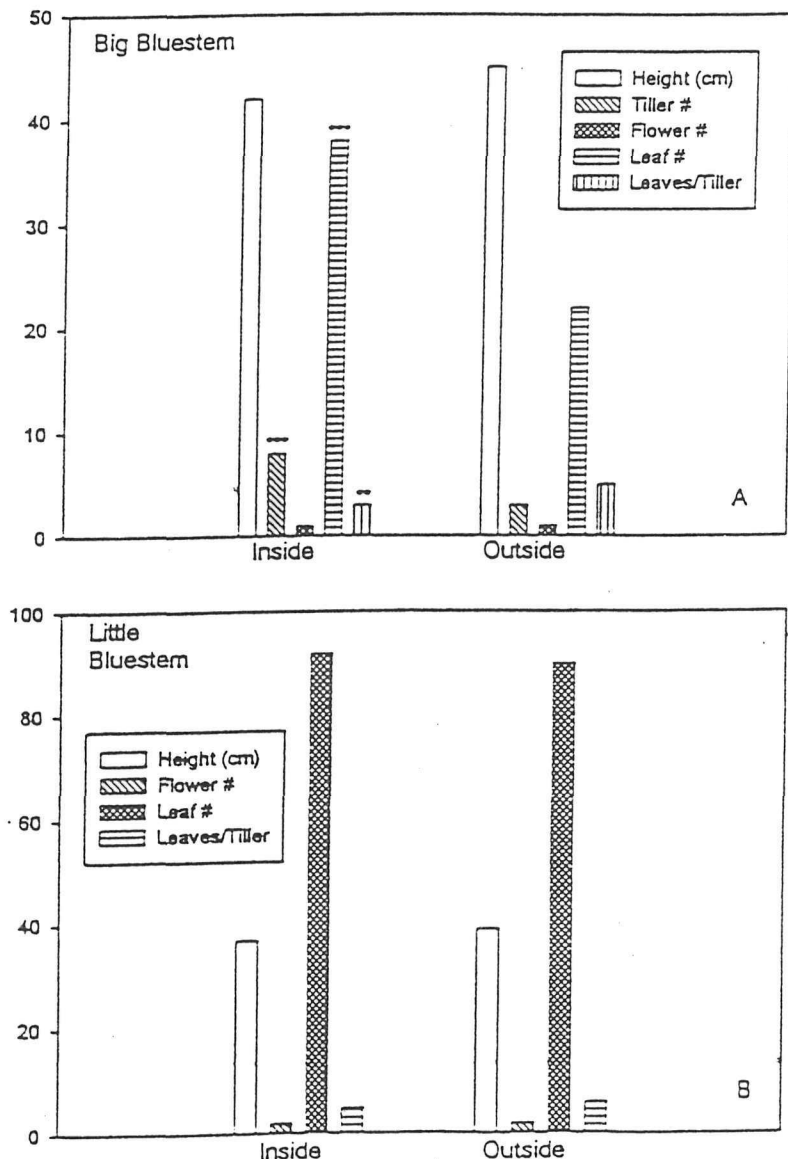 50
Big Bluestem
Height (cm)
Tiller #
Flower #
Leaf #
Leaves/Tiller
40
30
20
10
0
A
Inside
Outside
100
Little
Bluestem
80
Height (cm)
Flower #
Leaf #
Leaves/Tiller
60
40
20
0
B
Inside
Outside